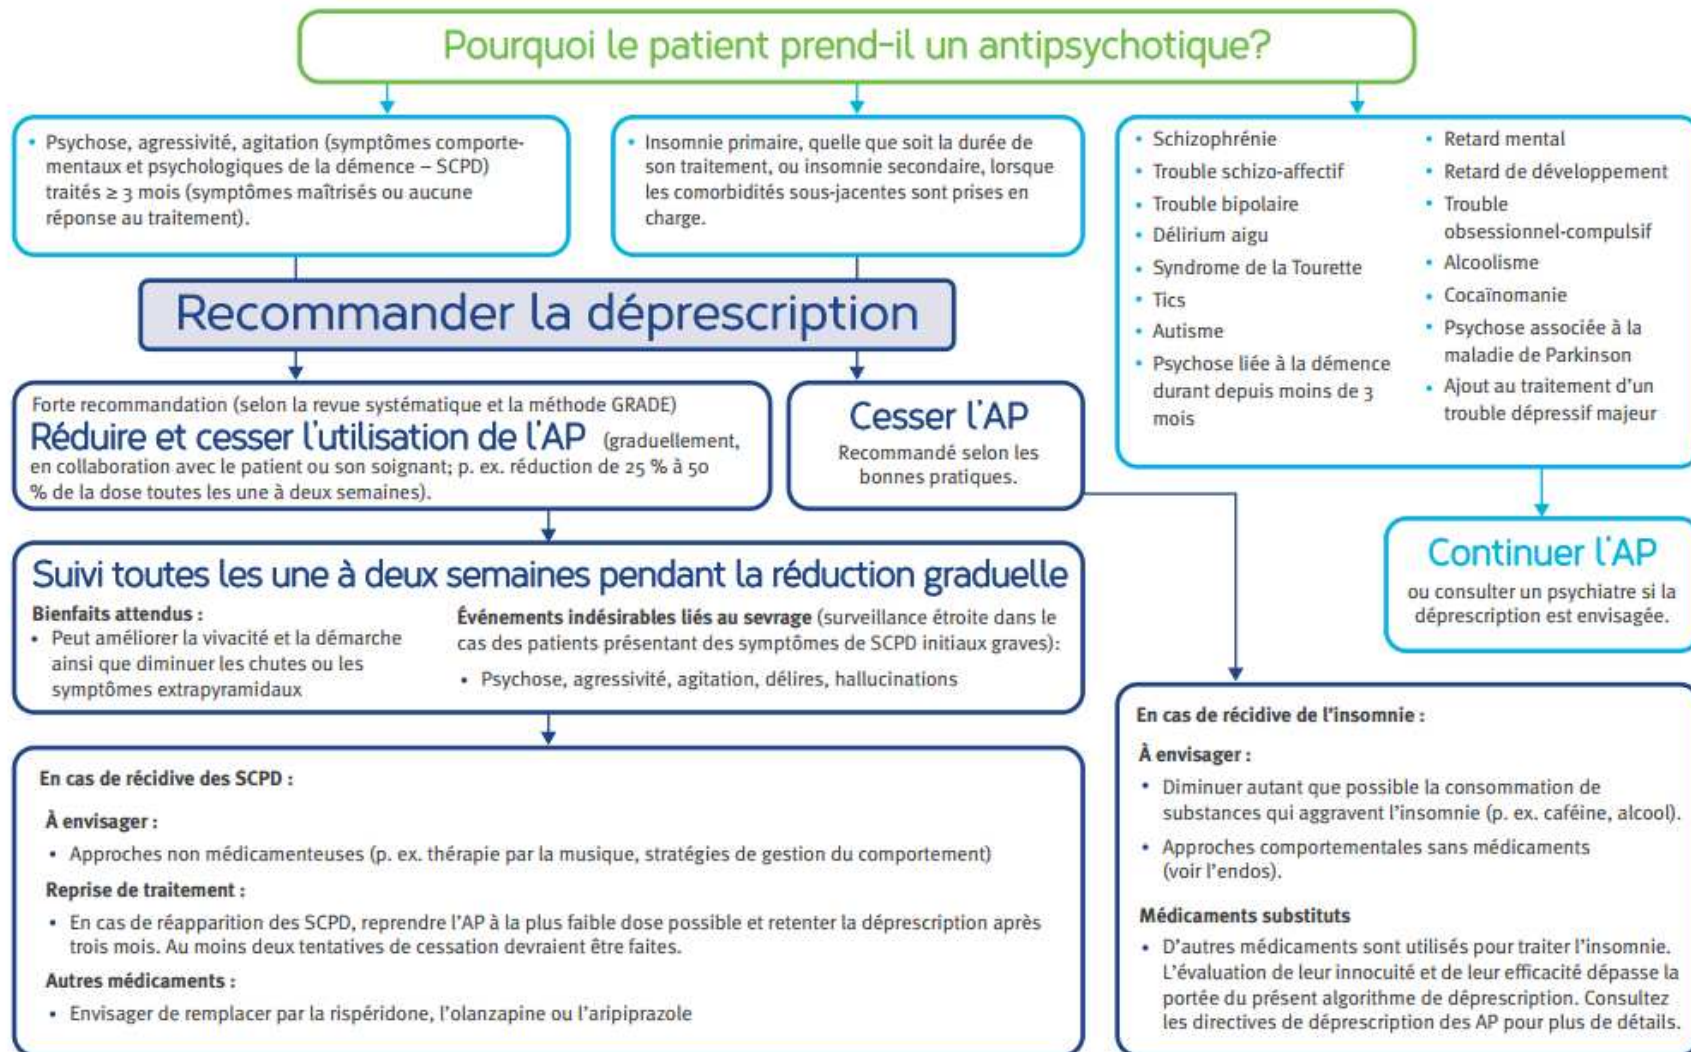 Pourquoi le patient prend-il un antipsychotique?
• Psychose, agressivité, agitation (symptômes comporte-
mentaux et psychologiques de la démence – SCPD)
traités ≥ 3 mois (symptômes maîtrisés ou aucune
réponse au traitement).
• Insomnie primaire, quelle que soit la durée de
son traitement, ou insomnie secondaire, lorsque
les comorbidités sous-jacentes sont prises en
charge.
• Schizophrénie
• Trouble schizo-affectif
• Trouble bipolaire
• Délirium aigu
• Syndrome de la Tourette
• Tics
• Autisme
• Psychose liée à la démence
durant depuis moins de 3
mois
• Retard mental
• Retard de développement
• Trouble
obsessionnel-compulsif
• Alcoolisme
• Cocaïnomanie
• Psychose associée à la
maladie de Parkinson
• Ajout au traitement d'un
trouble dépressif majeur
Recommander la déprescription
Forte recommandation (selon la revue systématique et la méthode GRADE)
Réduire et cesser l'utilisation de l'AP (graduellement,
en collaboration avec le patient ou son soignant; p. ex. réduction de 25 % à 50
% de la dose toutes les une à deux semaines).
Cesser l'AP
Recommandé selon les
bonnes pratiques.
Continuer l'AP
ou consulter un psychiatre si la
déprescription est envisagée.
Suivi toutes les une à deux semaines pendant la réduction graduelle
Bienfaits attendus :
• Peut améliorer la vivacité et la démarche
ainsi que diminuer les chutes ou les
symptômes extrapyramidaux
Événements indésirables liés au sevrage (surveillance étroite dans le
cas des patients présentant des symptômes de SCPD initiaux graves):
• Psychose, agressivité, agitation, délires, hallucinations
En cas de récidive des SCPD :
À envisager :
• Approches non médicamenteuses (p. ex. thérapie par la musique, stratégies de gestion du comportement)
Reprise de traitement :
• En cas de réapparition des SCPD, reprendre l'AP à la plus faible dose possible et retenter la déprescription après
trois mois. Au moins deux tentatives de cessation devraient être faites.
Autres médicaments :
• Envisager de remplacer par la rispéridone, l'olanzapine ou l'aripiprazole
En cas de récidive de l'insomnie :
À envisager :
• Diminuer autant que possible la consommation de
substances qui aggravent l'insomnie (p. ex. caféine, alcool).
• Approches comportementales sans médicaments
(voir l'endos).
Médicaments substituts
• D'autres médicaments sont utilisés pour traiter l'insomnie.
L'évaluation de leur innocuité et de leur efficacité dépasse la
portée du présent algorithme de déprescription. Consultez
les directives de déprescription des AP pour plus de détails.